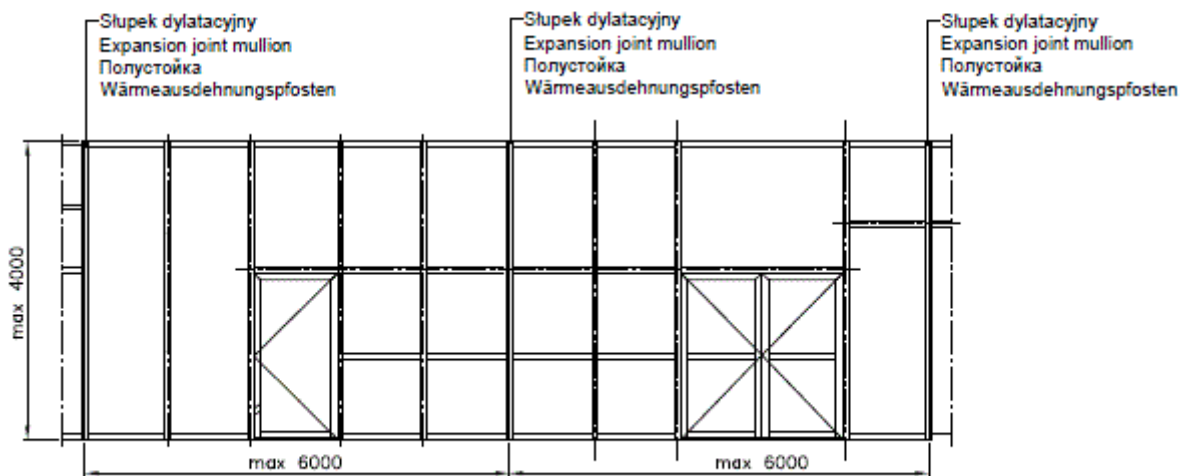 Słupek dylatacyjny
Expansion joint mullion
Полустойка
Wärmeausdehnungspfosten
Słupek dylatacyjny
Expansion joint mullion
Полустойка
Wärmeausdehnungspfosten
Słupek dylatacyjny
Expansion joint mullion
Полустойка
Wärmeausdehnungspfosten
max 4000
max 6000
max 6000